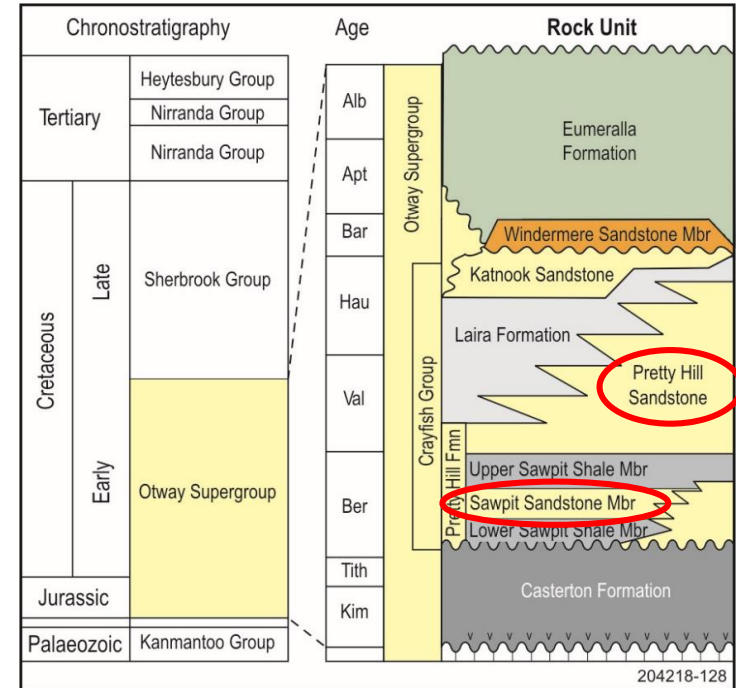 Chronostratigraphy
Age
Rock Unit
Tertiary
Heytesbury Group
Nirranda Group
Nirranda Group
Cretaceous
Late
Sherbrook Group
Early
Otway Supergroup
Jurassic
Palaeozoic
Kanmantoo Group
Alb
Apt
Bar
Hau
Val
Ber
Tith
Kim
Otway Supergroup
Crayfish Group
Pretty Hill Fmn
Eumeralla
Formation
Windermere Sandstone Mbr
Katnook Sandstone
Laira Formation
Pretty Hill
Sandstone
Upper Sawpit Shale Mbr
Sawpit Sandstone Mbr
Lower Sawpit Shale Mbr
Casterton Formation
v v v v v v v v v v v v v v
204218-128